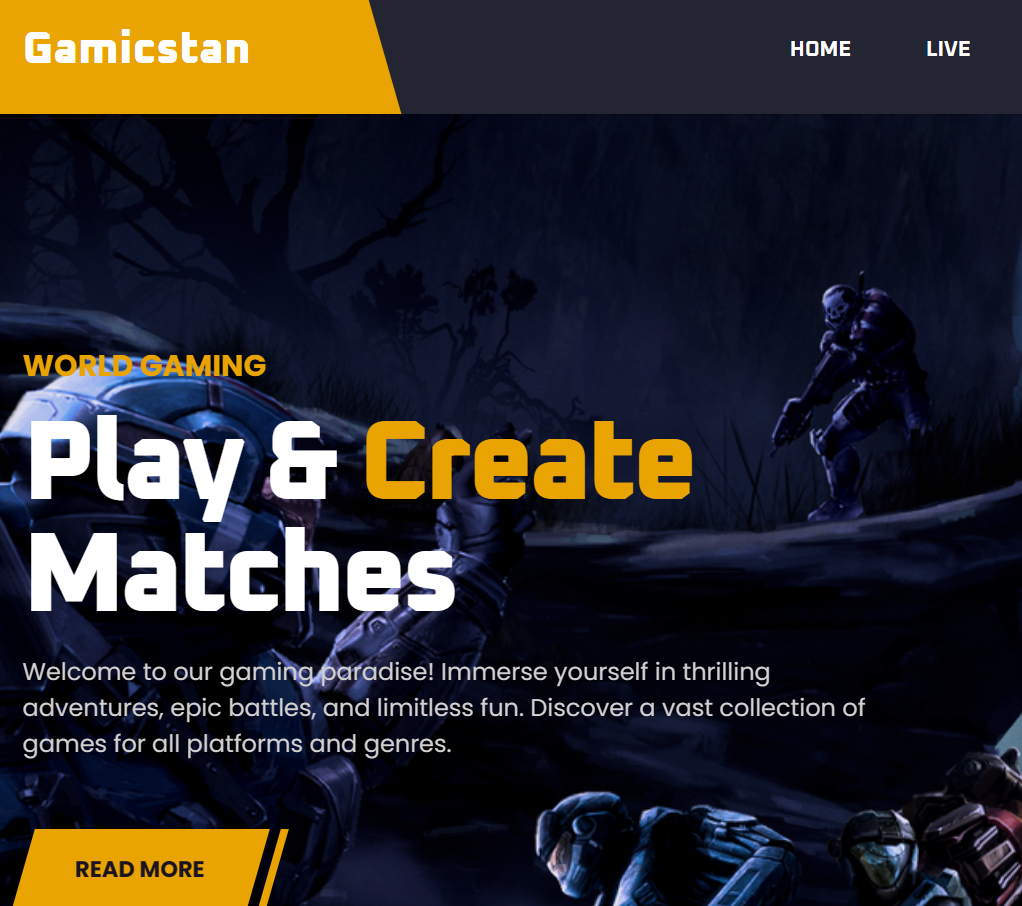 Gamicstan
HOME LIVE
WORLD GAMING
Play & Create
Matches
Welcome to our gaming paradise! Immerse yourself in thrilling
adventures, epic battles, and limitless fun. Discover a vast collection of
games for all platforms and genres.
READ MORE